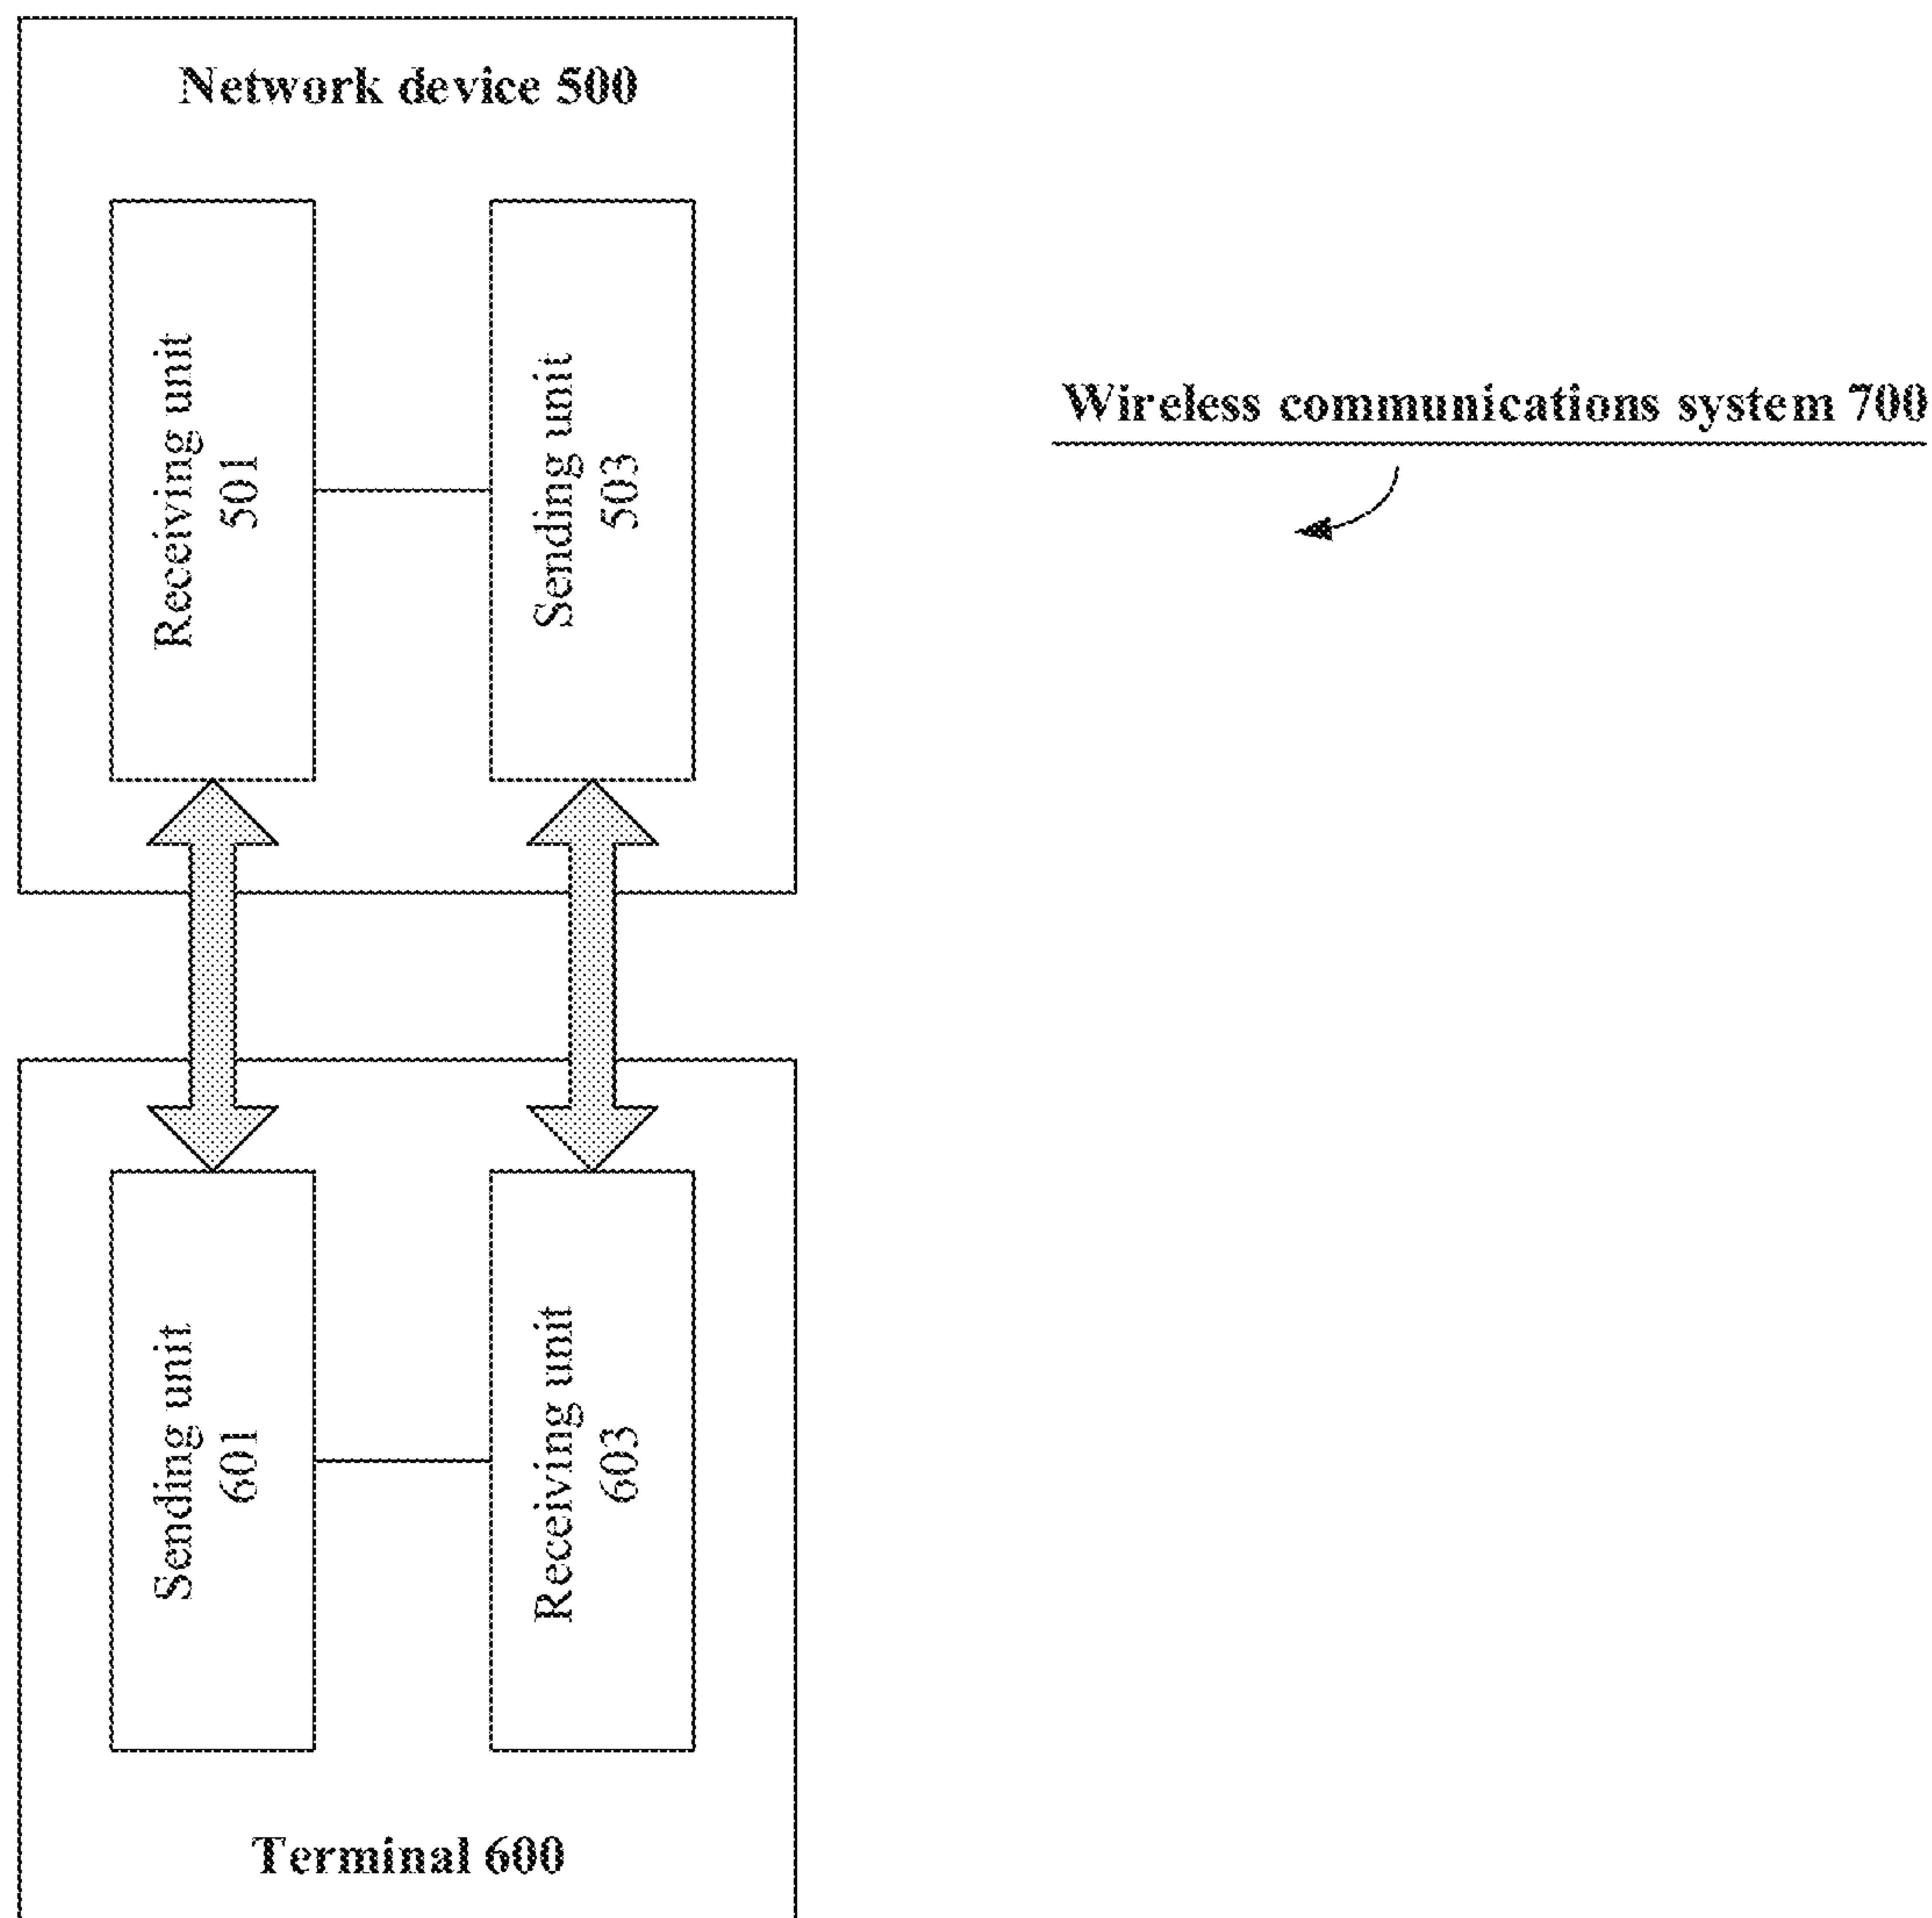 Network device 500
Receiving unit
501
Sending unit
503
Wireless communications system 700
Sending unit
601
Receiving unit
603
Terminal 600